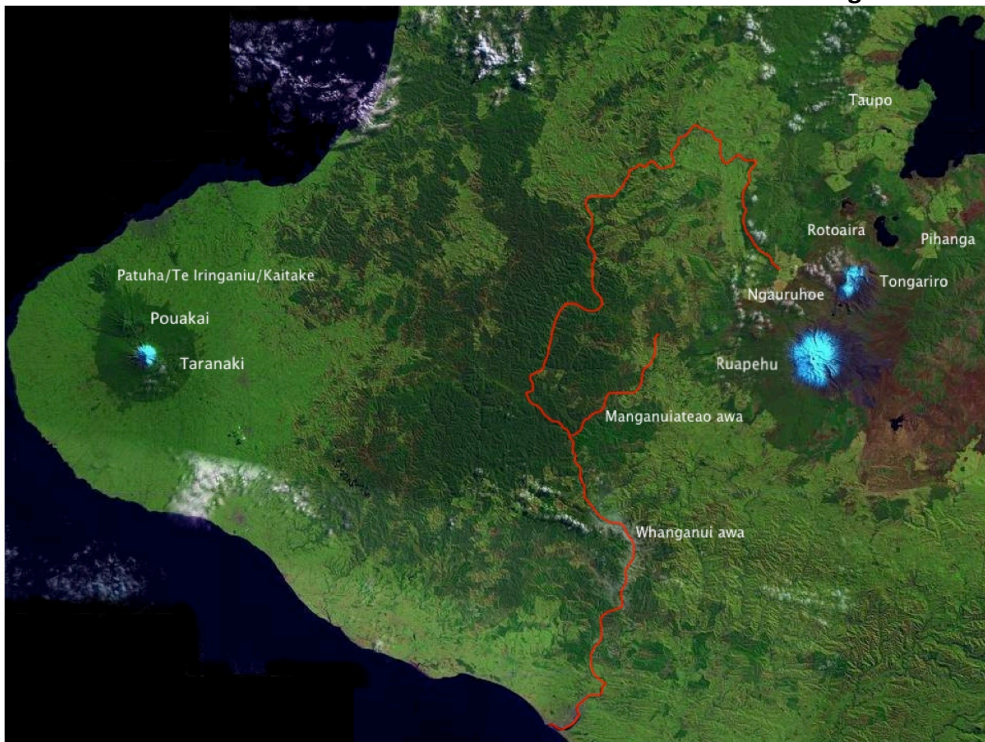 Taupo
Rotoaira
Pihanga
Patuha/Te Iringaniu/Kaitake
Tongariro
Ngauruhoe
Pouakai
Taranaki
Ruapehu
Manganuiateao awa
Whanganui awa